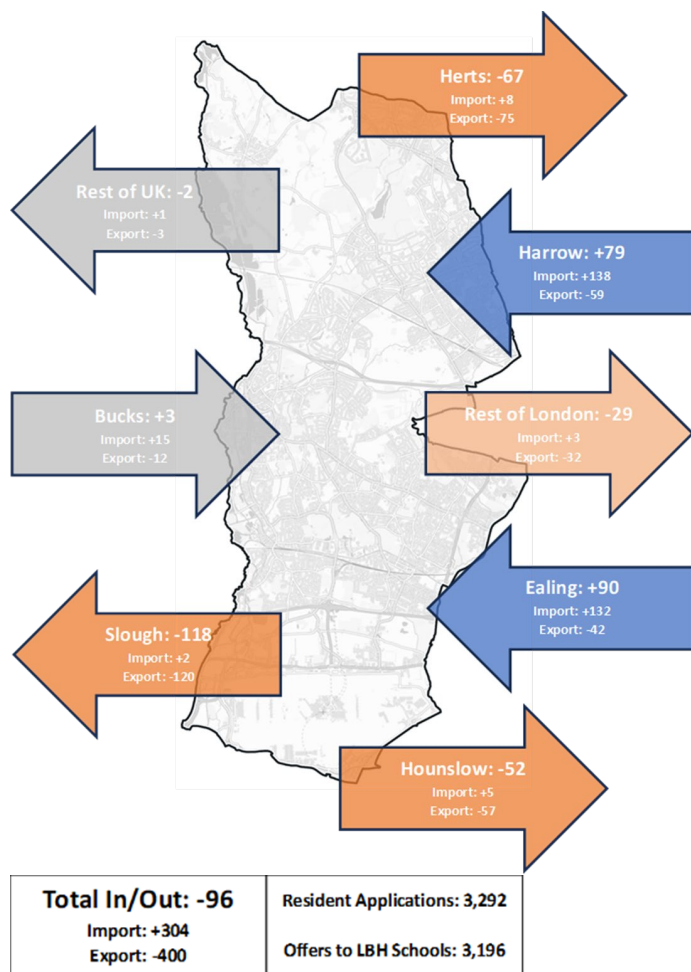 Herts: -67
Import: +8
Export: -75
Rest of UK: -2
Import: +1
Export: -3
Harrow: +79
Import: +138
Export: -59
Bucks: +3
Import: +15
Export: -12
Rest of London: -29
Import: +3
Export: -32
Ealing: +90
Import: +132
Export: -42
Slough: -118
Import: +2
Export: -120
Hounslow: -52
Import: +5
Export: -57
Total In/Out: -96
Import: +304
Export: -400
Resident Applications: 3,292
Offers to LBH Schools: 3,196